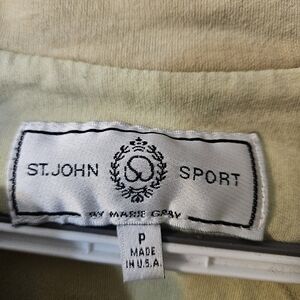 ST. JOHN SPORT
BY MARIE GRAY
P
MADE
IN U.S.A.